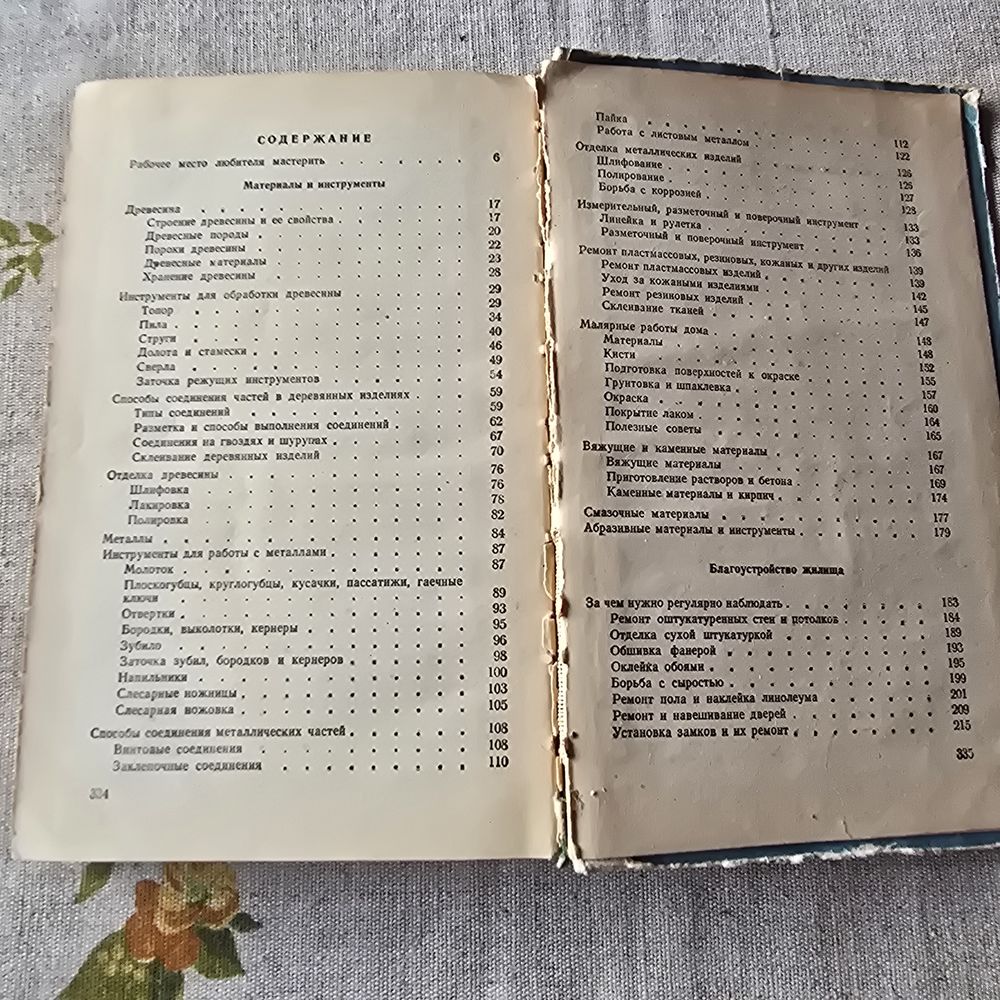 СОДЕРЖАНИЕ
Рабочее место любителя мастерить . . . . . . . 6
Материалы и инструменты
Древесина . . . . . . . . . . 17
Строение древесины и ее свойства . . . . . . 17
Древесные породы . . . . . . . . 20
Пороки древесины . . . . . . . . 22
Древесные материалы . . . . . . . . 23
Хранение древесины . . . . . . . . 28
Инструменты для обработки древесины . . . . . . 29
Топор . . . . . . . . . . 29
Пила . . . . . . . . . . 34
Струги . . . . . . . . . . 40
Долота и стамески . . . . . . . . 46
Сверла . . . . . . . . . . 49
Заточка режущих инструментов . . . . . . 54
Способы соединения частей в деревянных изделиях . . . 59
Типы соединений . . . . . . . . 59
Разметка и способы выполнения соединений . . . . 62
Соединения на гвоздях и шурупах . . . . . . 67
Склеивание деревянных изделий . . . . . . 70
Отделка древесины . . . . . . . . 76
Шлифовка . . . . . . . . . . 76
Лакировка . . . . . . . . . . 78
Полировка . . . . . . . . . . 82
Металлы . . . . . . . . . . 84
Инструменты для работы с металлами . . . . . . 87
Молоток . . . . . . . . . . 87
Плоскогубцы, круглогубцы, кусачки, пассатижи, гаечные
ключи . . . . . . . . . . 89
Отвертки . . . . . . . . . . 93
Бородки, выколотки, кернеры . . . . . . 95
Зубило . . . . . . . . . . 96
Заточка зубил, бородков и кернеров . . . . . 98
Напильники . . . . . . . . . . 100
Слесарные ножницы . . . . . . . . 103
Слесарная ножовка . . . . . . . . 105
Способы соединения металлических частей . . . . . 108
Винтовые соединения . . . . . . . . 108
Заклепочные соединения . . . . . . . 110
334
Пайка . . . . . . . . . . 112
Работа с листовым металлом . . . . . . 122
Отделка металлических изделий . . . . . . 126
Шлифование . . . . . . . . . . 126
Полирование . . . . . . . . . . 127
Борьба с коррозией . . . . . . . . 128
Измерительный, разметочный и поверочный инструмент . . 133
Линейка и рулетка . . . . . . . . 133
Разметочный и поверочный инструмент . . . . 136
Ремонт пластмассовых, резиновых, кожаных и других изделий 139
Ремонт пластмассовых изделий . . . . . . 139
Уход за кожаными изделиями . . . . . . 142
Ремонт резиновых изделий . . . . . . 145
Склеивание тканей . . . . . . . . 147
Малярные работы дома . . . . . . . . 148
Материалы . . . . . . . . . . 148
Кисти . . . . . . . . . . 152
Подготовка поверхностей к окраске . . . . . 155
Грунтовка и шпаклевка . . . . . . . . 157
Окраска . . . . . . . . . . 160
Покрытие лаком . . . . . . . . 164
Полезные советы . . . . . . . . 165
Вяжущие и каменные материалы . . . . . . 167
Вяжущие материалы . . . . . . . . 167
Приготовление растворов и бетона . . . . . 169
Каменные материалы и кирпич . . . . . . 174
Смазочные материалы . . . . . . . . 177
Абразивные материалы и инструменты . . . . . 179
Благоустройство жилища
За чем нужно регулярно наблюдать . . . . . . 183
Ремонт оштукатуренных стен и потолков . . . . 184
Отделка сухой штукатуркой . . . . . . 189
Обшивка фанерой . . . . . . . . 193
Оклейка обоями . . . . . . . . 195
Борьба с сыростью . . . . . . . . 199
Ремонт пола и наклейка линолеума . . . . . 201
Ремонт и навешивание дверей . . . . . . 209
Установка замков и их ремонт . . . . . . 215
335